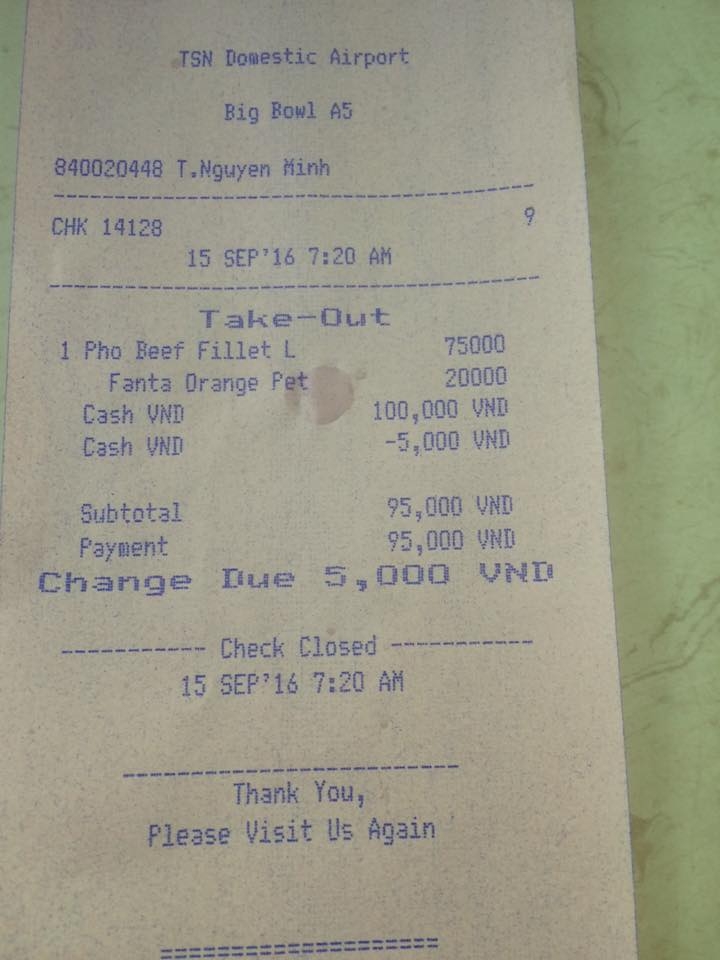 TSN Domestic Airport
Big Bowl A5
840020448 T.Nguyen Minh
--------------------------------
CHK 14128 9
15 SEP'16 7:20 AM
--------------------------------
Take-Out
1 Pho Beef Fillet L 75000
Fanta Orange Pet 20000
Cash VND 100,000 VND
Cash VND -5,000 VND
Subtotal 95,000 VND
Payment 95,000 VND
Change Due 5,000 VND
----------- Check Closed -----------
15 SEP'16 7:20 AM
--------------------------
Thank You,
Please Visit Us Again
=====================